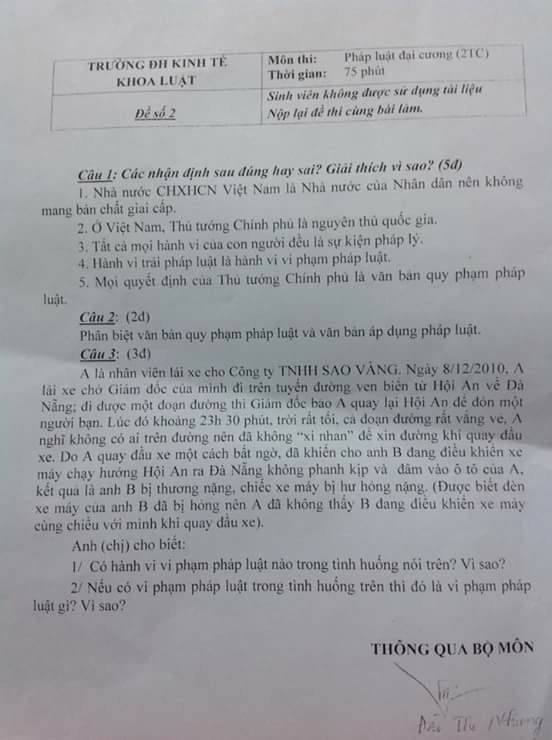 TRƯỜNG ĐH KINH TẾ
KHOA LUẬT
Đề số 2
Môn thi: Pháp luật đại cương (2TC)
Thời gian: 75 phút
Sinh viên không được sử dụng tài liệu
Nộp lại đề thi cùng bài làm.
Câu 1: Các nhận định sau đúng hay sai? Giải thích vì sao? (5đ)
1. Nhà nước CHXHCN Việt Nam là Nhà nước của Nhân dân nên không
mang bản chất giai cấp.
2. Ở Việt Nam, Thủ tướng Chính phủ là nguyên thủ quốc gia.
3. Tất cả mọi hành vi của con người đều là sự kiện pháp lý.
4. Hành vi trái pháp luật là hành vi vi phạm pháp luật.
5. Mọi quyết định của Thủ tướng Chính phủ là văn bản quy phạm pháp
luật.
Câu 2: (2đ)
Phân biệt văn bản quy phạm pháp luật và văn bản áp dụng pháp luật.
Câu 3: (3đ)
A là nhân viên lái xe cho Công ty TNHH SAO VÀNG. Ngày 8/12/2010, A
lái xe chở Giám đốc của mình đi trên tuyến đường ven biển từ Hội An về Đà
Nẵng; đi được một đoạn đường thì Giám đốc bảo A quay lại Hội An để đón một
người bạn. Lúc đó khoảng 23h 30 phút, trời rất tối, cả đoạn đường rất vắng vẻ, A
nghĩ không có ai trên đường nên đã không "xi nhan" để xin đường khi quay đầu
xe. Do A quay đầu xe một cách bất ngờ, đã khiến cho anh B đang điều khiển xe
máy chạy hướng Hội An ra Đà Nẵng không phanh kịp và đâm vào ô tô của A,
kết quả là anh B bị thương nặng, chiếc xe máy bị hư hỏng nặng. (Được biết đèn
xe máy của anh B đã bị hỏng nên A đã không thấy B đang điều khiển xe máy
cùng chiều với mình khi quay đầu xe).
Anh (chị) cho biết:
1/ Có hành vi vi phạm pháp luật nào trong tình huống nói trên? Vì sao?
2/ Nếu có vi phạm pháp luật trong tình huống trên thì đó là vi phạm pháp
luật gì? Vì sao?
THÔNG QUA BỘ MÔN